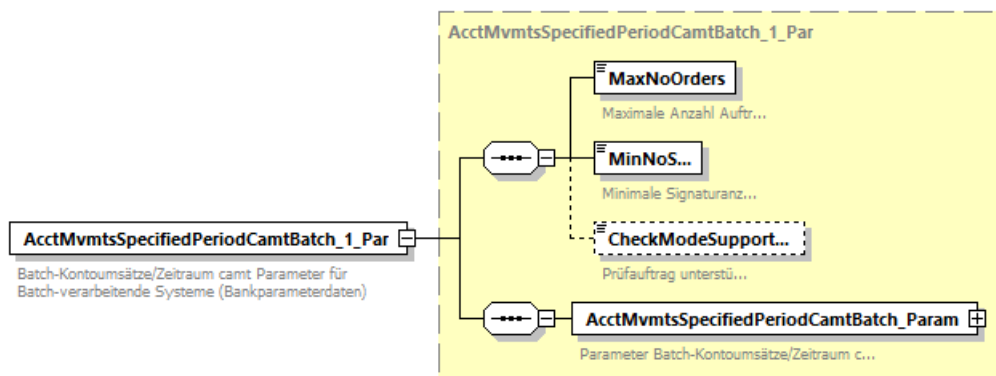 AcctMvmtsSpecifiedPeriodCamtBatch_1_Par
MaxNoOrders
Maximale Anzahl Auftr...
MinNoS...
Minimale Signaturanz...
AcctMvmtsSpecifiedPeriodCamtBatch_1_Par
Batch-Kontoumsätze/Zeitraum camt Parameter für
Batch-verarbeitende Systeme (Bankparameterdaten)
CheckModeSupport...
Prüfauftrag unterstü...
AcctMvmtsSpecifiedPeriodCamtBatch_Param
Parameter Batch-Kontoumsätze/Zeitraum c...